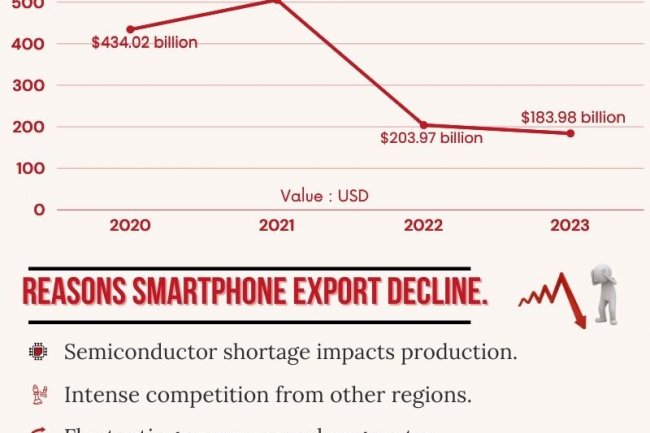 500
$434.02 billion
400
300
$183.98 billion
200
$203.97 billion
100
Value : USD
0
2020 2021 2022 2023
REASONS SMARTPHONE EXPORT DECLINE.
Semiconductor shortage impacts production.
Intense competition from other regions.